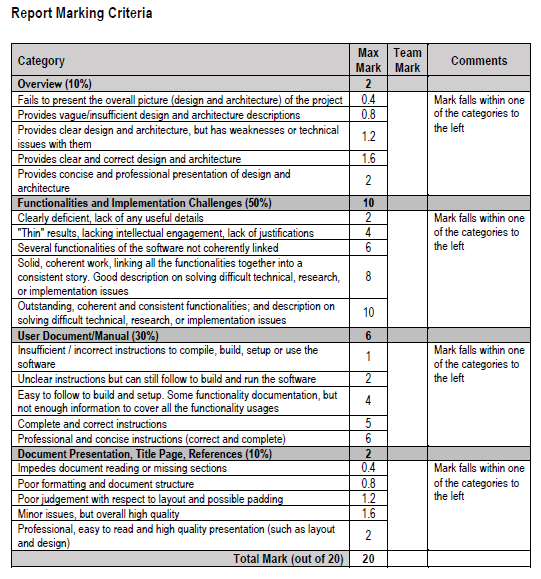 Report Marking Criteria
Category
Max
Mark
Team
Mark
Comments
Overview (10%) 2
Fails to present the overall picture (design and architecture) of the project 0.4
Mark falls within one
of the categories to
the left
Provides vague/insufficient design and architecture descriptions 0.8
Provides clear design and architecture, but has weaknesses or technical
issues with them
1.2
Provides clear and correct design and architecture 1.6
Provides concise and professional presentation of design and
architecture
2
Functionalities and Implementation Challenges (50%) 10
Clearly deficient, lack of any useful details 2
Mark falls within one
of the categories to
the left
"Thin" results, lacking intellectual engagement, lack of justifications 4
Several functionalities of the software not coherently linked 6
Solid, coherent work, linking all the functionalities together into a
consistent story. Good description on solving difficult technical, research,
or implementation issues
8
Outstanding, coherent and consistent functionalities; and description on
solving difficult technical, research, or implementation issues
10
User Document/Manual (30%) 6
Insufficient / incorrect instructions to compile, build, setup or use the
software
1
Mark falls within one
of the categories to
the left
Unclear instructions but can still follow to build and run the software 2
Easy to follow to build and setup. Some functionality documentation, but
not enough information to cover all the functionality usages
4
Complete and correct instructions 5
Professional and concise instructions (correct and complete) 6
Document Presentation, Title Page, References (10%) 2
Impedes document reading or missing sections 0.4
Mark falls within one
of the categories to
the left
Poor formatting and document structure 0.8
Poor judgement with respect to layout and possible padding 1.2
Minor issues, but overall high quality 1.6
Professional, easy to read and high quality presentation (such as layout
and design)
2
Total Mark (out of 20) 20